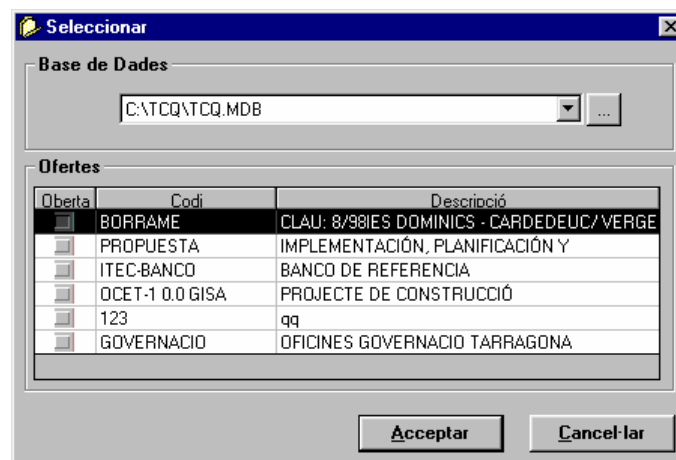 Seleccionar
Base de Dades
C:\TCQ\TCQ.MDB
...
Ofertes
Oberta Codi Descripció
BORRAME CLAU: 8/98IES DOMINICS - CARDEDEUC/ VERGE
PROPUESTA IMPLEMENTACIÓN, PLANIFICACIÓN Y
ITEC-BANCO BANCO DE REFERENCIA
OCET-1 0.0 GISA PROJECTE DE CONSTRUCCIÓ
123 qq
GOVERNACIO OFICINES GOVERNACIO TARRAGONA
Acceptar Cancel·lar